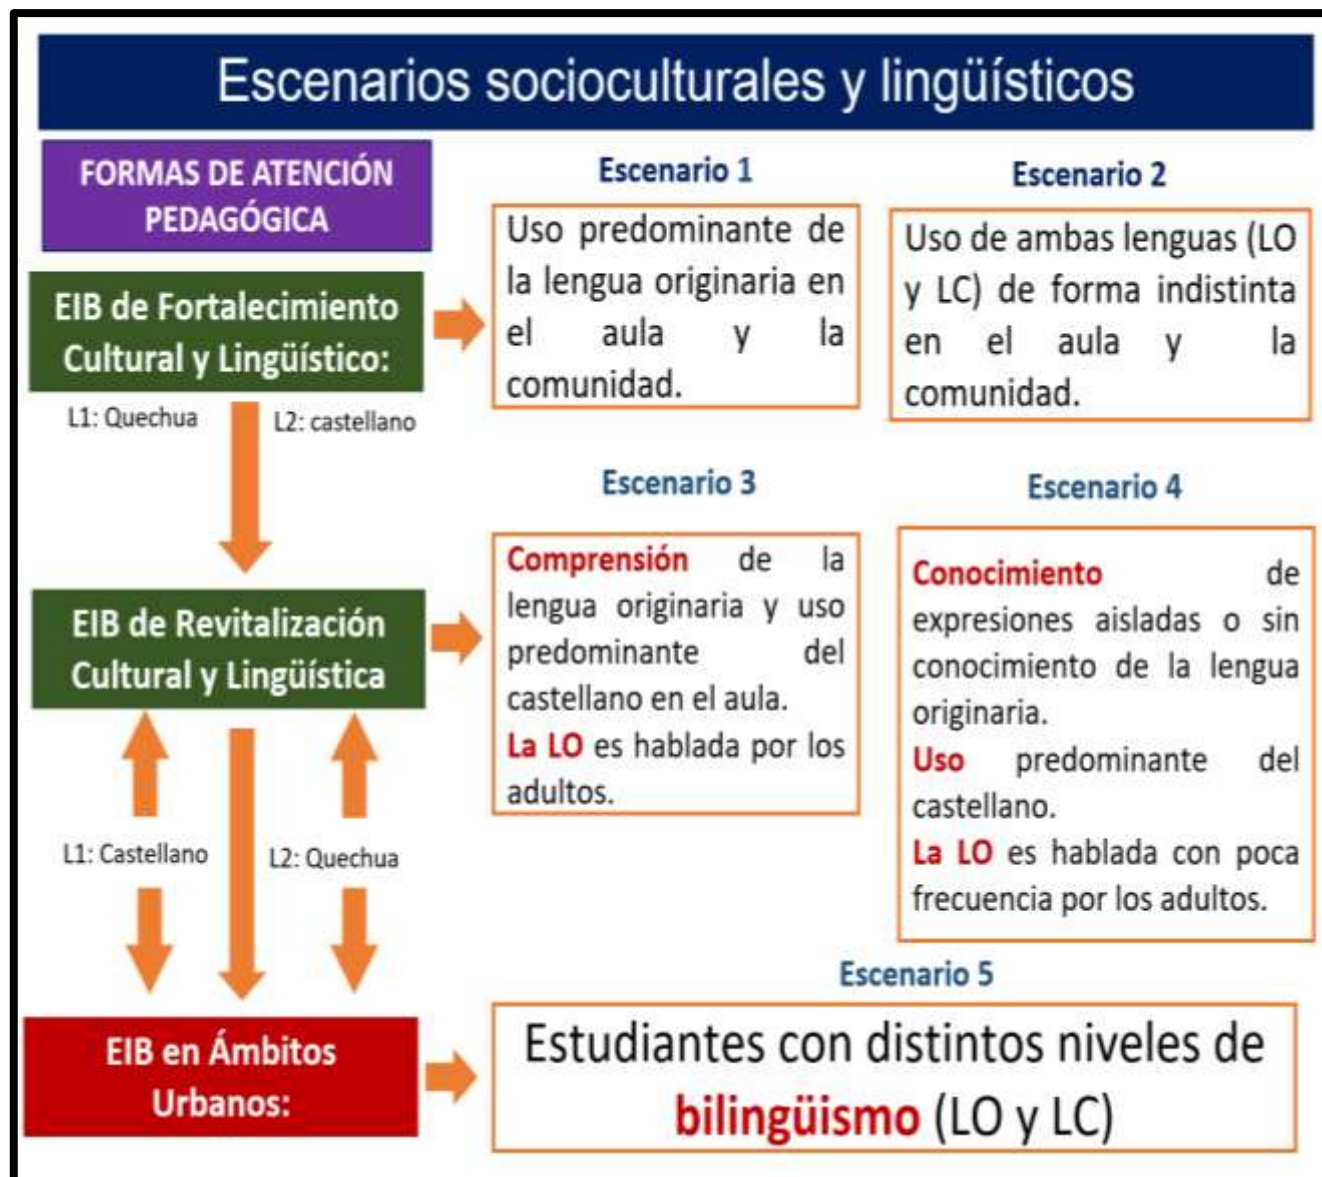 Escenarios socioculturales y lingüísticos
FORMAS DE ATENCIÓN
PEDAGÓGICA
Escenario 1
Escenario 2
EIB de Fortalecimiento
Cultural y Lingüístico:
Uso predominante de
la lengua originaria en
el aula y la
comunidad.
Uso de ambas lenguas (LO
y LC) de forma indistinta
en el aula y la
comunidad.
L1: Quechua
L2: castellano
Escenario 3
Escenario 4
EIB de Revitalización
Cultural y Lingüística
Comprensión de la
lengua originaria y uso
predominante del
castellano en el aula.
La LO es hablada por los
adultos.
Conocimiento de
expresiones aisladas o sin
conocimiento de la lengua
originaria.
Uso predominante del
castellano.
La LO es hablada con poca
frecuencia por los adultos.
L1: Castellano
L2: Quechua
Escenario 5
EIB en Ámbitos
Urbanos:
Estudiantes con distintos niveles de
bilingüismo (LO y LC)